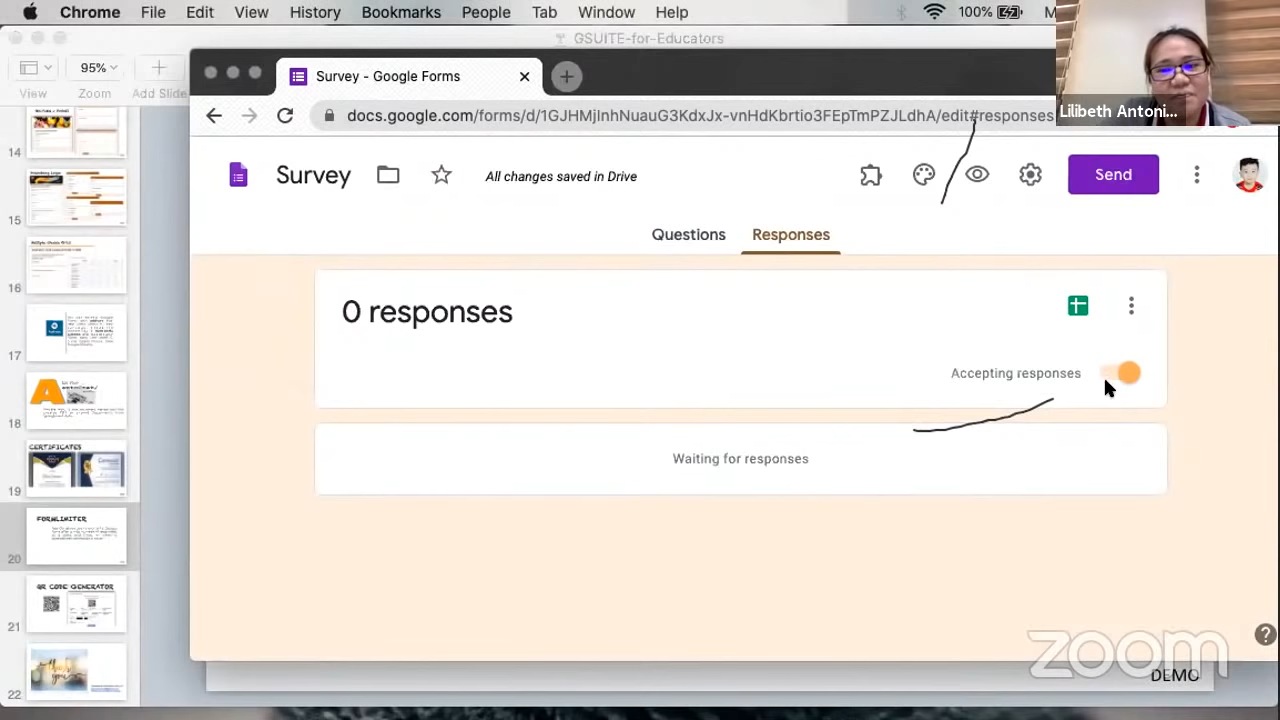 Chrome File Edit View History Bookmarks People Tab Window Help 100% M
GSUITE-for-Educators
95%
View Zoom Add Slide
Survey - Google Forms
docs.google.com/forms/d/1GJHMjlnhNuauG3KdxJx-vnHdKbrtio3FEpTmPZJLdhA/edit#responses
Lilibeth Antoni...
Survey
All changes saved in Drive
Send
Questions Responses
0 responses
Accepting responses
Waiting for responses
14
15
16
17
18
CERTIFICATES
19
FORMLIMITER
20
QR CODE GENERATOR
21
thank you
22
zoom
DEMO